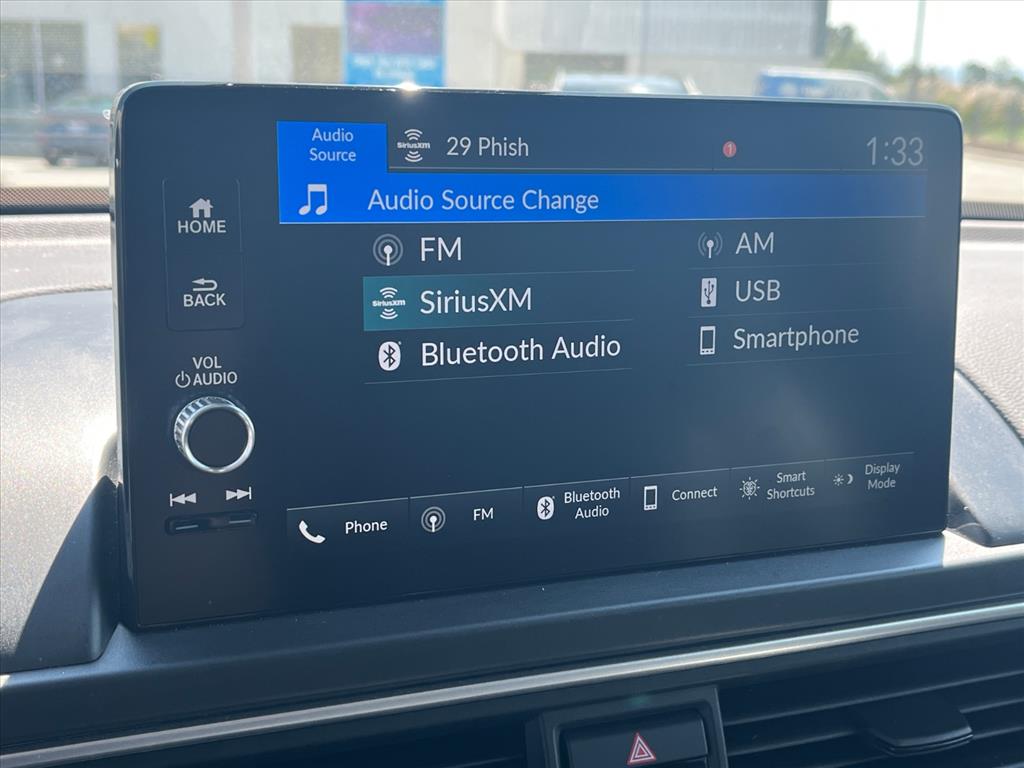 Audio
Source
SiriusXM
29 Phish
1
1:33
Audio Source Change
HOME
BACK
VOL
AUDIO
FM
AM
SiriusXM
SiriusXM
USB
Bluetooth Audio
Smartphone
Phone
FM
Bluetooth
Audio
Connect
Smart
Shortcuts
Display
Mode